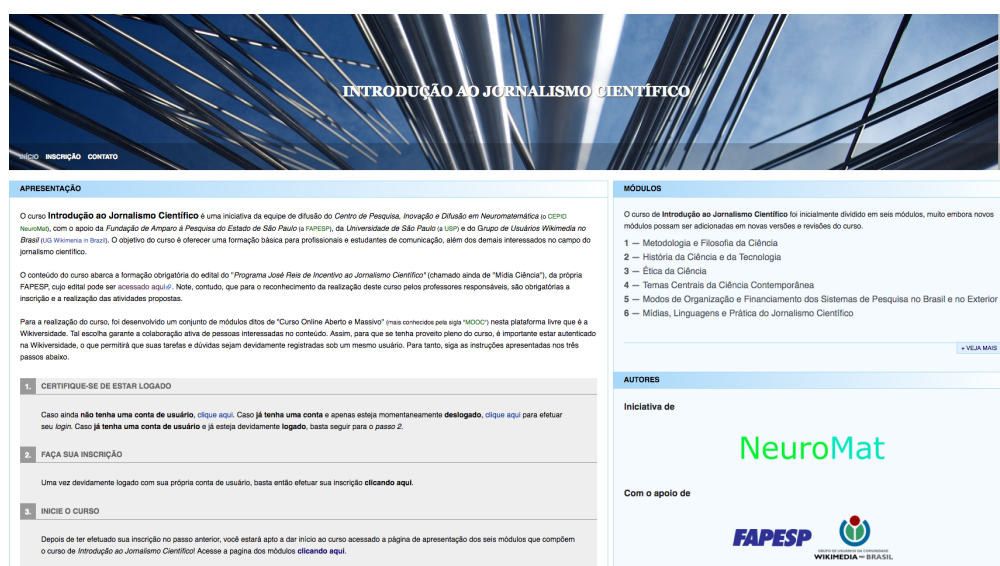 INTRODUÇÃO AO JORNALISMO CIENTÍFICO
INÍCIO INSCRIÇÃO CONTATO
APRESENTAÇÃO
O curso Introdução ao Jornalismo Científico é uma iniciativa da equipe de difusão do Centro de Pesquisa, Inovação e Difusão em Neuromatemática (o CEPID
NeuroMat), com o apoio da Fundação de Amparo à Pesquisa do Estado de São Paulo (a FAPESP), da Universidade de São Paulo (a USP) e do Grupo de Usuários Wikimedia no
Brasil (UG Wikimenia in Brazil). O objetivo do curso é oferecer uma formação básica para profissionais e estudantes de comunicação, além dos demais interessados no campo do
jornalismo científico.
O conteúdo do curso abarca a formação obrigatória do edital do "Programa José Reis de Incentivo ao Jornalismo Científico" (chamado ainda de "Mídia Ciência"), da própria
FAPESP, cujo edital pode ser acessado aqui. Note, contudo, que para o reconhecimento da realização deste curso pelos professores responsáveis, são obrigatórias a
inscrição e a realização das atividades propostas.
Para a realização do curso, foi desenvolvido um conjunto de módulos ditos de "Curso Online Aberto e Massivo" (mais conhecidos pela sigla "MOOC") nesta plataforma livre que é a
Wikiversidade. Tal escolha garante a colaboração ativa de pessoas interessadas no conteúdo. Assim, para que se tenha proveito pleno do curso, é importante estar autenticado
na Wikiversidade, o que permitirá que suas tarefas e dúvidas sejam devidamente registradas sob um mesmo usuário. Para tanto, siga as instruções apresentadas nos três
passos abaixo.
1. CERTIFIQUE-SE DE ESTAR LOGADO
Caso ainda não tenha uma conta de usuário, clique aqui. Caso já tenha uma conta e apenas esteja momentaneamente deslogado, clique aqui para efetuar
seu login. Caso já tenha uma conta de usuário e já esteja devidamente logado, basta seguir para o passo 2.
2. FAÇA SUA INSCRIÇÃO
Uma vez devidamente logado com sua própria conta de usuário, basta então efetuar sua inscrição clicando aqui.
3. INICIE O CURSO
Depois de ter efetuado sua inscrição no passo anterior, você estará apto a dar início ao curso acessado a página de apresentação dos seis módulos que compõem
o curso de Introdução ao Jornalismo Científico! Acesse a pagina dos módulos clicando aqui.
MÓDULOS
O curso de Introdução ao Jornalismo Científico foi inicialmente dividido em seis módulos, muito embora novos
módulos possam ser adicionadas em novas versões e revisões do curso.
1 — Metodologia e Filosofia da Ciência
2 — História da Ciência e da Tecnologia
3 — Ética da Ciência
4 — Temas Centrais da Ciência Contemporânea
5 — Modos de Organização e Financiamento dos Sistemas de Pesquisa no Brasil e no Exterior
6 — Mídias, Linguagens e Prática do Jornalismo Científico
+ VEJA MAIS
AUTORES
Iniciativa de
NeuroMat
Com o apoio de
FAPESP
GRUPO DE USUÁRIOS DA COMUNIDADE
WIKIMEDIA — BRASIL